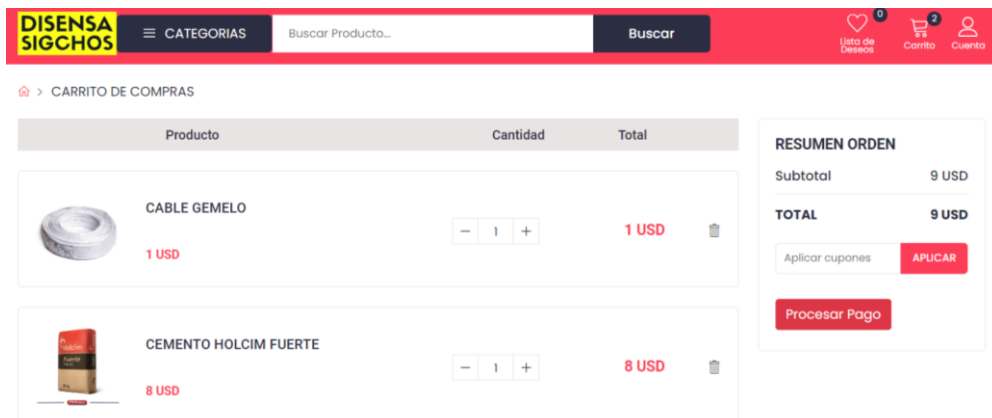 DISENSA
SIGCHOS
CATEGORIAS
Buscar Producto...
Buscar
0
Lista de
Deseos
2
Carrito
Cuenta
> CARRITO DE COMPRAS
Producto Cantidad Total
CABLE GEMELO
1 USD
− 1 +
1 USD
CEMENTO HOLCIM FUERTE
8 USD
− 1 +
8 USD
Holcim
Fuerte
RESUMEN ORDEN
Subtotal 9 USD
TOTAL 9 USD
Aplicar cupones
APLICAR
Procesar Pago